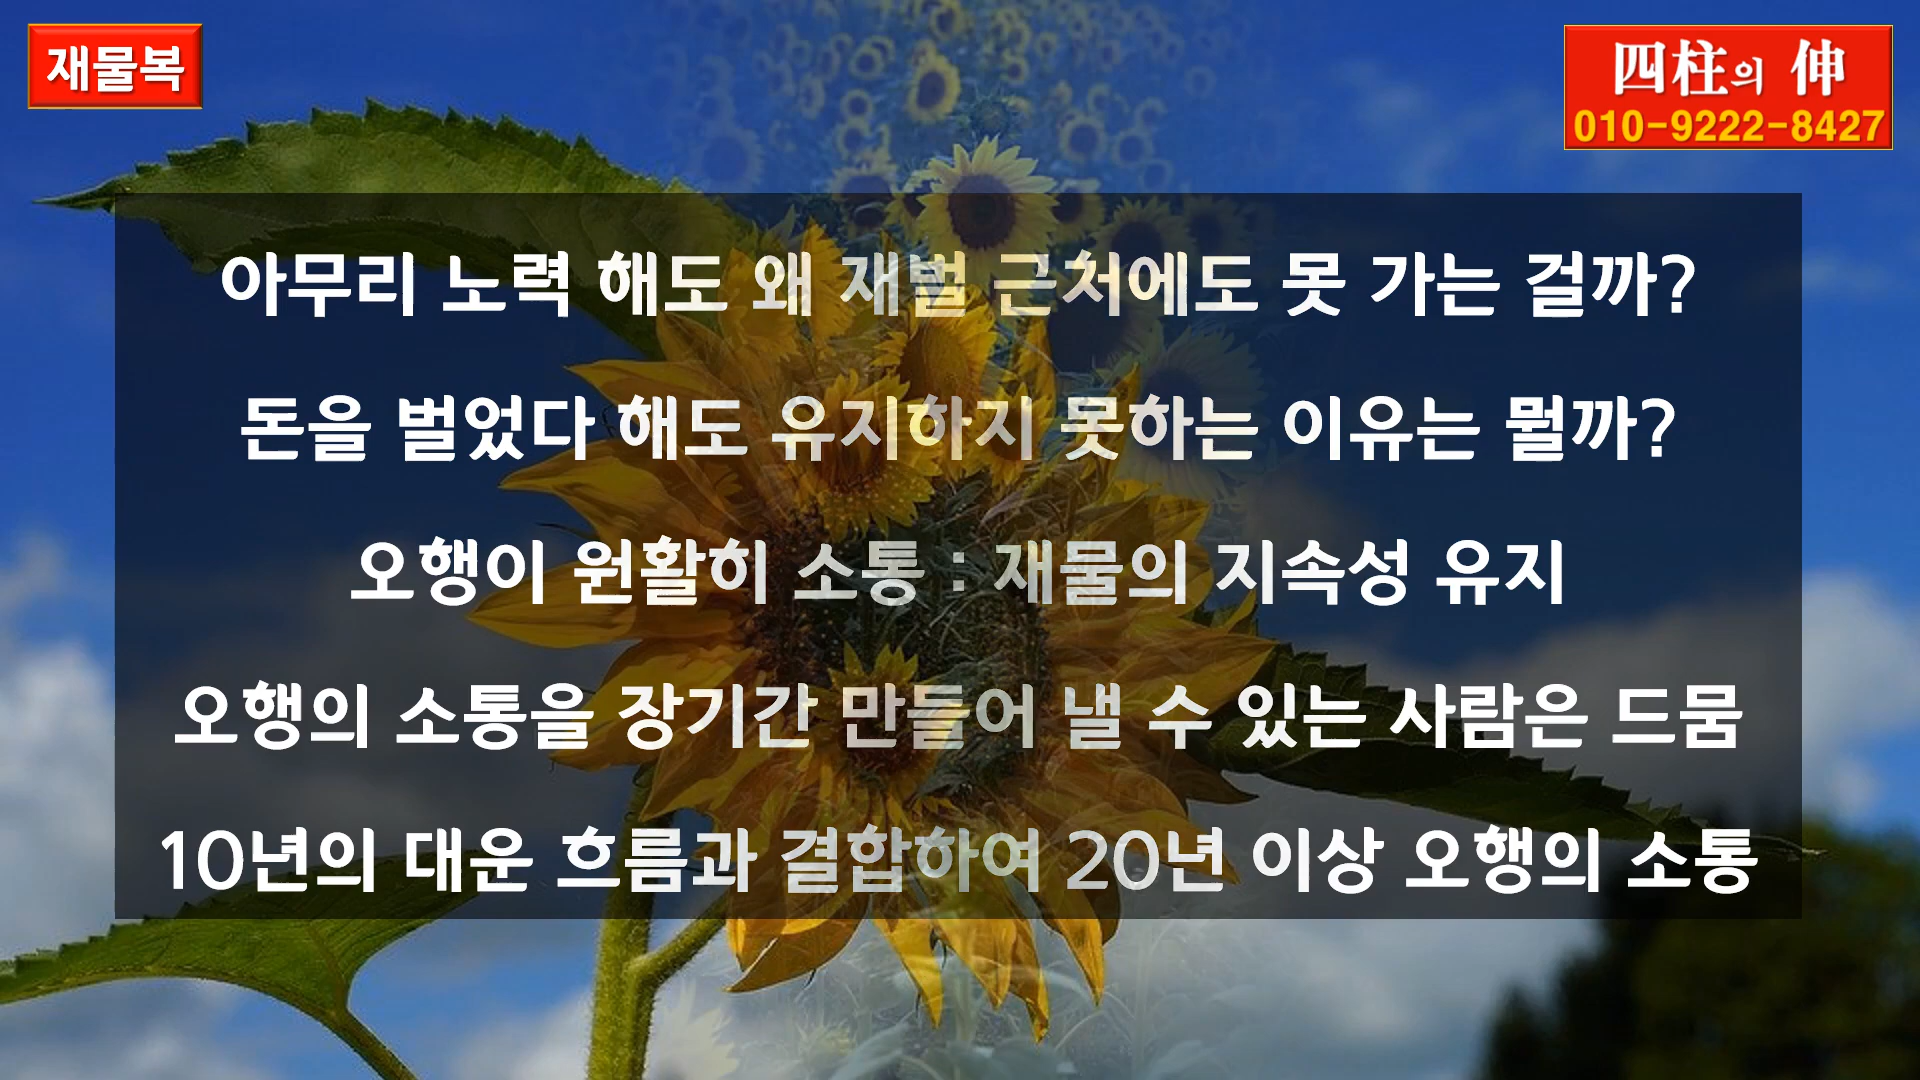 재물복
四柱의 伸
010-9222-8427
아무리 노력 해도 왜 재벌 근처에도 못 가는 걸까?
돈을 벌었다 해도 유지하지 못하는 이유는 뭘까?
오행이 원활히 소통 : 재물의 지속성 유지
오행의 소통을 장기간 만들어 낼 수 있는 사람은 드뭄
10년의 대운 흐름과 결합하여 20년 이상 오행의 소통